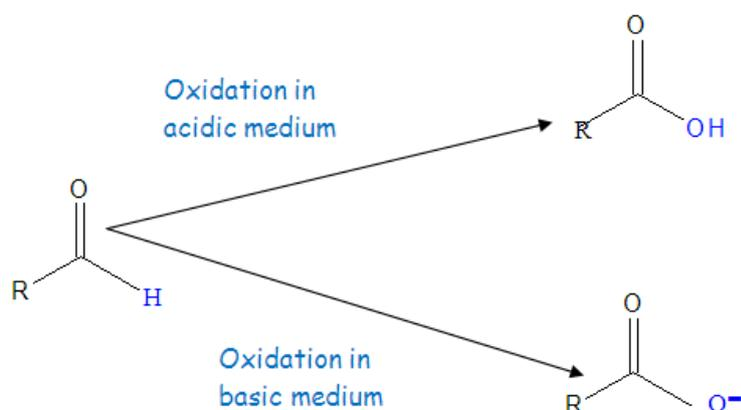 O
Oxidation in
acidic medium
R
OH
O
R
H
O
Oxidation in
basic medium
R
O-